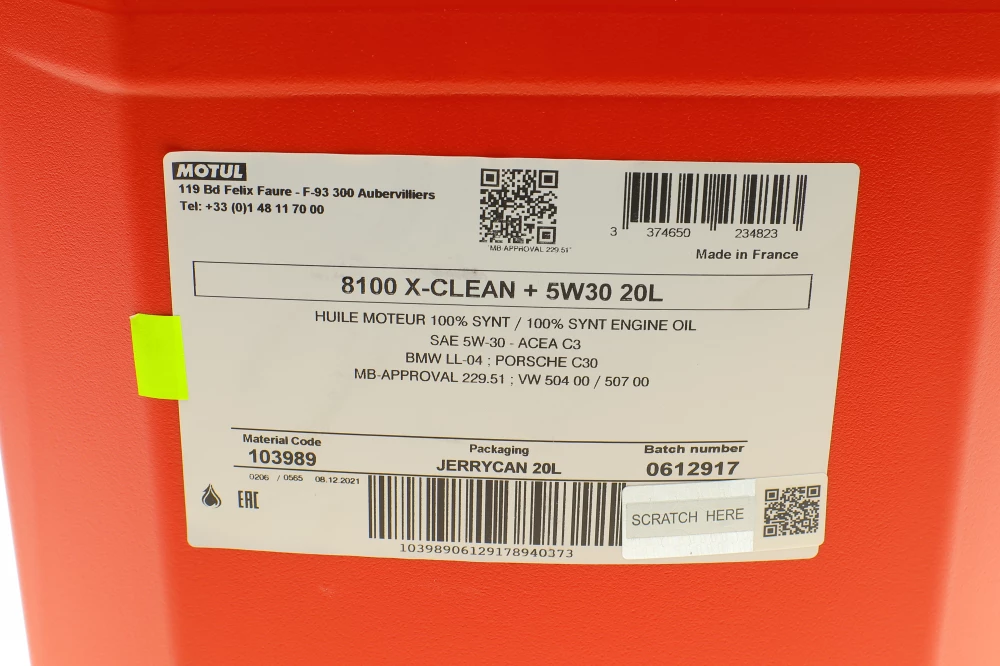 MOTUL
119 Bd Felix Faure - F-93 300 Aubervilliers
Tel: +33 (0)1 48 11 70 00
"MB-APPROVAL 229.51"
3 374650 234823
Made in France
8100 X-CLEAN + 5W30 20L
HUILE MOTEUR 100% SYNT / 100% SYNT ENGINE OIL
SAE 5W-30 - ACEA C3
BMW LL-04 ; PORSCHE C30
MB-APPROVAL 229.51 ; VW 504 00 / 507 00
Material Code
103989
Packaging
JERRYCAN 20L
Batch number
0612917
0206 / 0565 08.12.2021
EAC
10398906129178940373
SCRATCH HERE